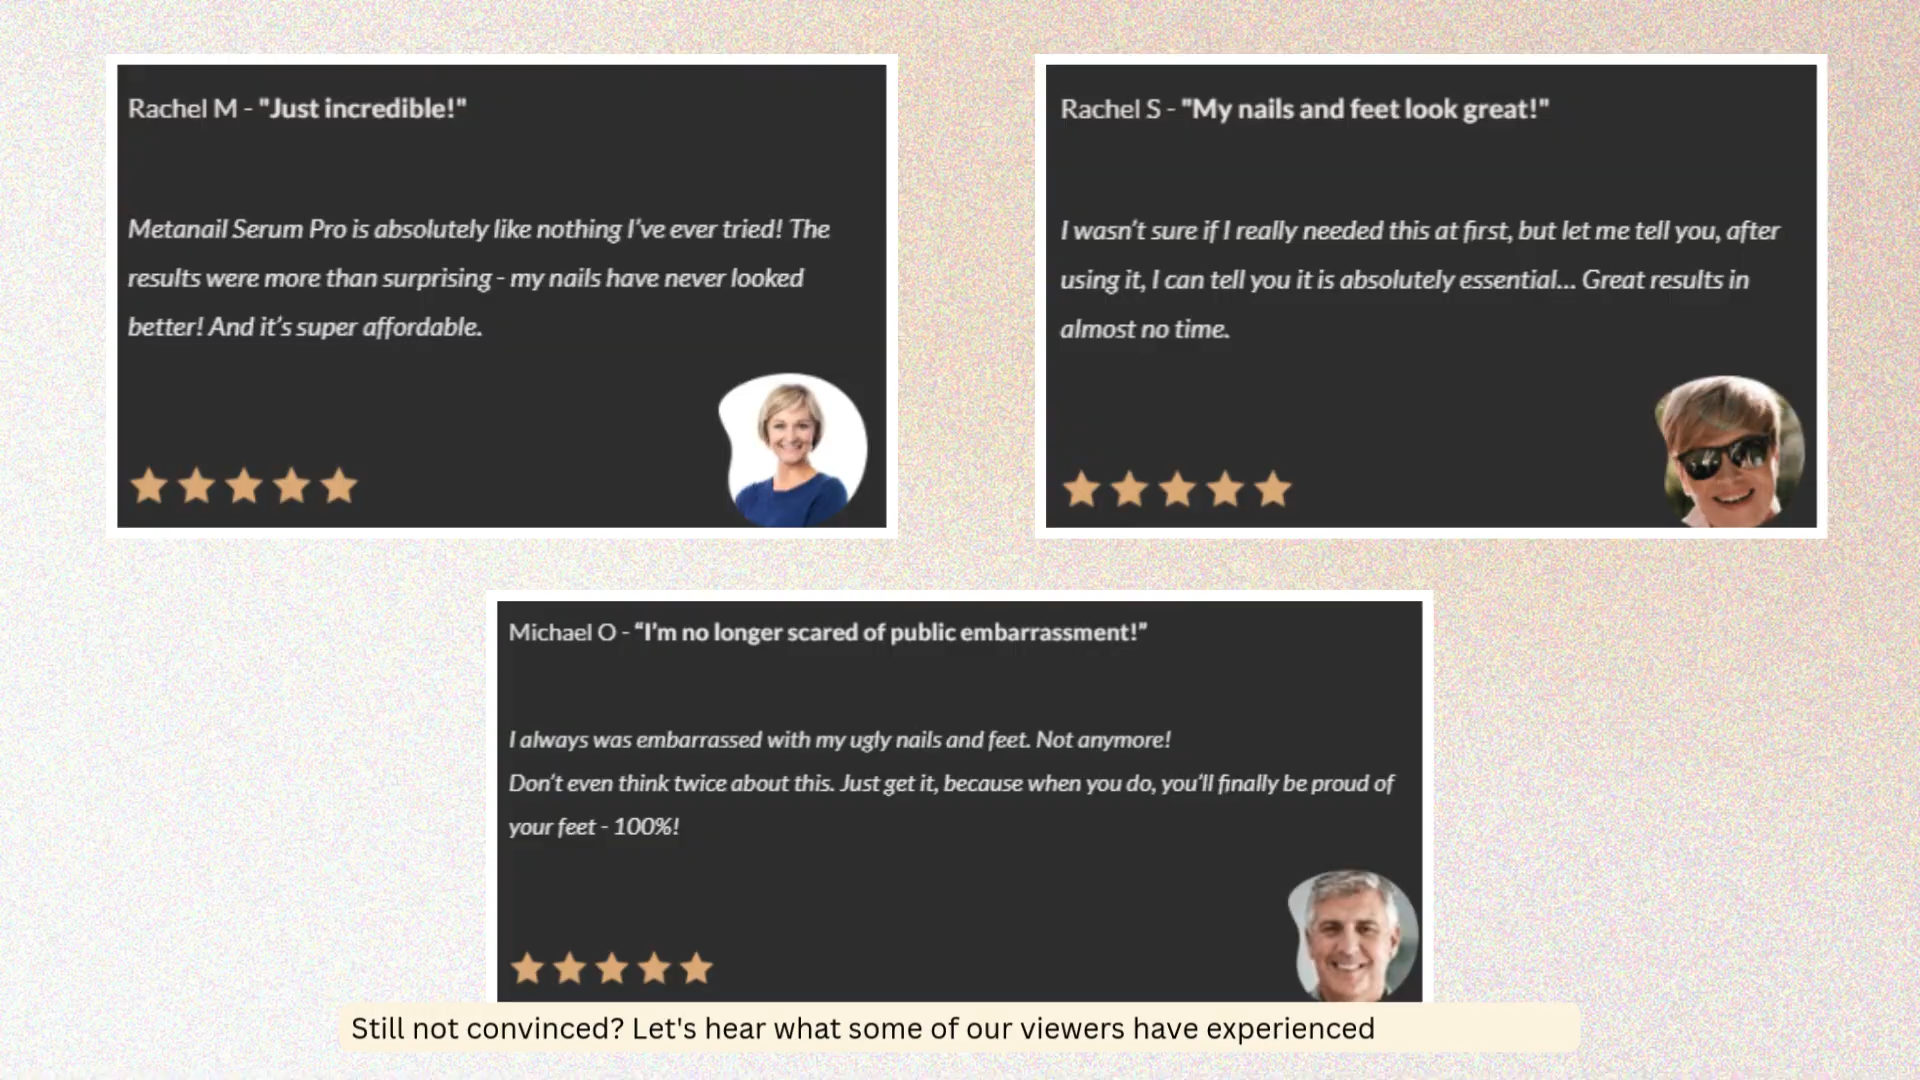 Rachel M - "Just incredible!"
Metanail Serum Pro is absolutely like nothing I've ever tried! The
results were more than surprising - my nails have never looked
better! And it's super affordable.
Rachel S - "My nails and feet look great!"
I wasn't sure if I really needed this at first, but let me tell you, after
using it, I can tell you it is absolutely essential... Great results in
almost no time.
Michael O - “I'm no longer scared of public embarrassment!”
I always was embarrassed with my ugly nails and feet. Not anymore!
Don't even think twice about this. Just get it, because when you do, you'll finally be proud of
your feet - 100%!
Still not convinced? Let's hear what some of our viewers have experienced